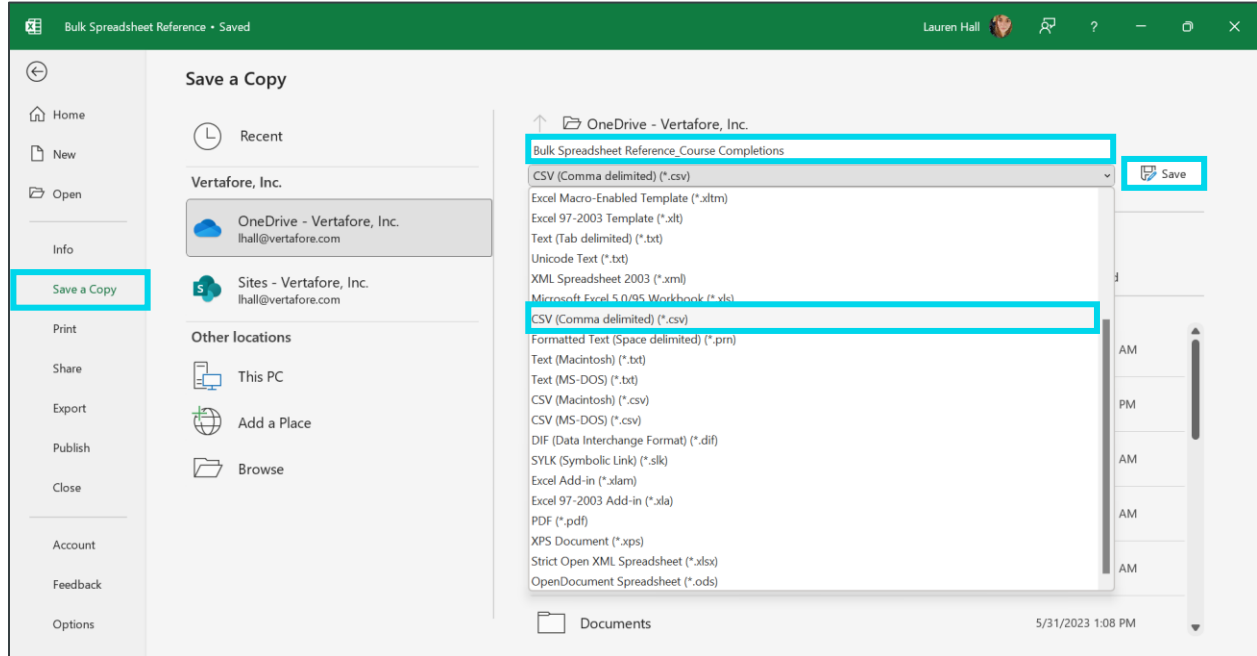 Bulk Spreadsheet Reference • Saved
Lauren Hall
?
Save a Copy
Home
New
Open
Info
Save a Copy
Print
Share
Export
Publish
Close
Account
Feedback
Options
Recent
Vertafore, Inc.
OneDrive - Vertafore, Inc.
lhall@vertafore.com
S
Sites - Vertafore, Inc.
lhall@vertafore.com
Other locations
This PC
Add a Place
Browse
OneDrive - Vertafore, Inc.
Bulk Spreadsheet Reference_Course Completions
CSV (Comma delimited) (*.csv)
Save
Excel Macro-Enabled Template (*.xltm)
Excel 97-2003 Template (*.xlt)
Text (Tab delimited) (*.txt)
Unicode Text (*.txt)
XML Spreadsheet 2003 (*.xml)
Microsoft Excel 5.0/95 Workbook (*.xls)
CSV (Comma delimited) (*.csv)
Formatted Text (Space delimited) (*.prn)
Text (Macintosh) (*.txt)
Text (MS-DOS) (*.txt)
CSV (Macintosh) (*.csv)
CSV (MS-DOS) (*.csv)
DIF (Data Interchange Format) (*.dif)
SYLK (Symbolic Link) (*.slk)
Excel Add-in (*.xlam)
Excel 97-2003 Add-in (*.xla)
PDF (*.pdf)
XPS Document (*.xps)
Strict Open XML Spreadsheet (*.xlsx)
OpenDocument Spreadsheet (*.ods)
AM
PM
AM
AM
AM
Documents
5/31/2023 1:08 PM